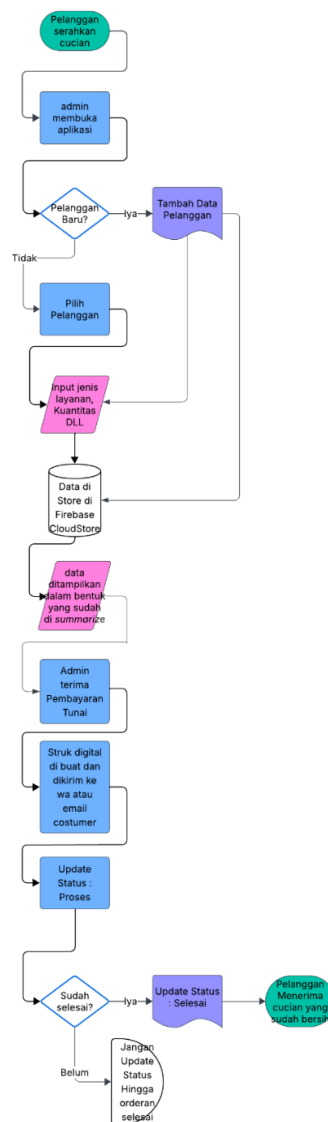 Pelanggan
serahkan
cucian
admin
membuka
aplikasi
Pelanggan
Baru?
Iya
Tambah Data
Pelanggan
Tidak
Pilih
Pelanggan
Input jenis
layanan,
Kuantitas
DLL
Data di
Store di
Firebase
CloudStore
data
ditampilkan
dalam bentuk
yang sudah
di summarize
Admin
terima
Pembayaran
Tunai
Struk digital
di buat dan
dikirim ke
wa atau
email
costumer
Update
Status :
Proses
Sudah
selesai?
Iya
Update Status
: Selesai
Pelanggan
Menerima
cucian yang
sudah bersih
Belum
Jangan
Update
Status
Hingga
orderan
selesai